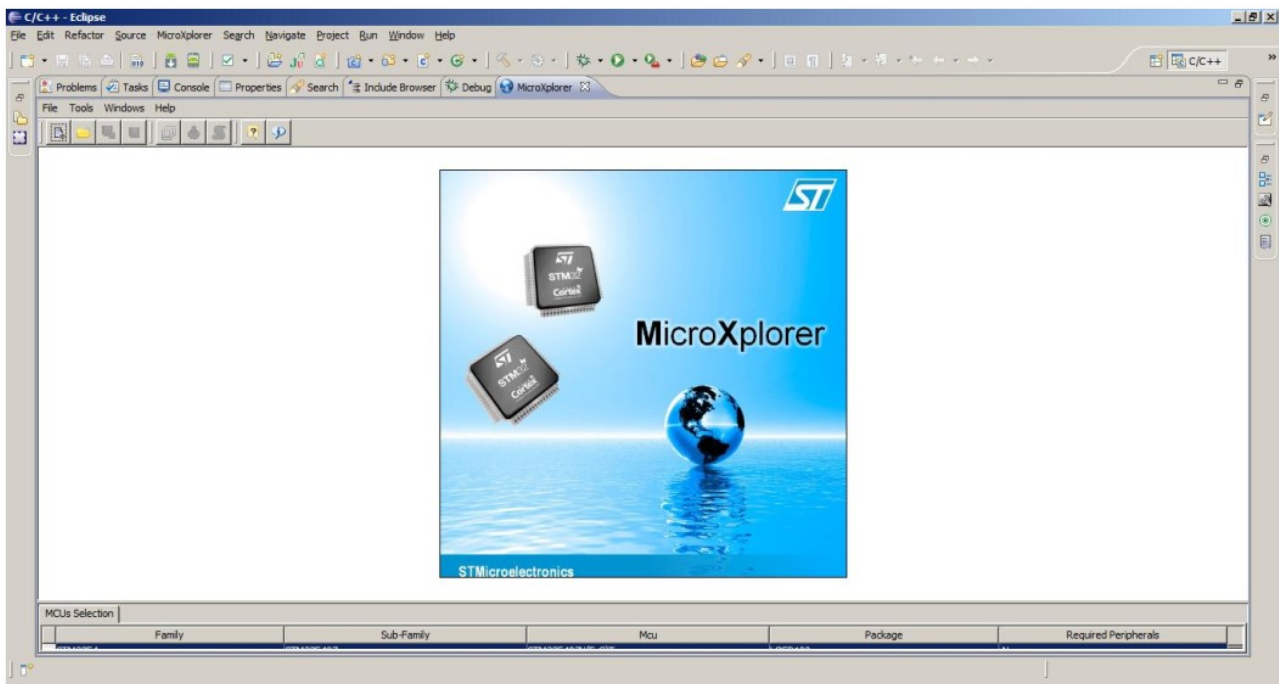 C/C++ - Eclipse
File Edit Refactor Source MicroXplorer Search Navigate Project Run Window Help
C/C++
Problems Tasks Console Properties Search Include Browser Debug MicroXplorer
File Tools Windows Help
ST
ST
STM32
Cortex
MicroXplorer
ST
STM32
Cortex
STMicroelectronics
MCUs Selection
Family Sub-Family Mcu Package Required Peripherals